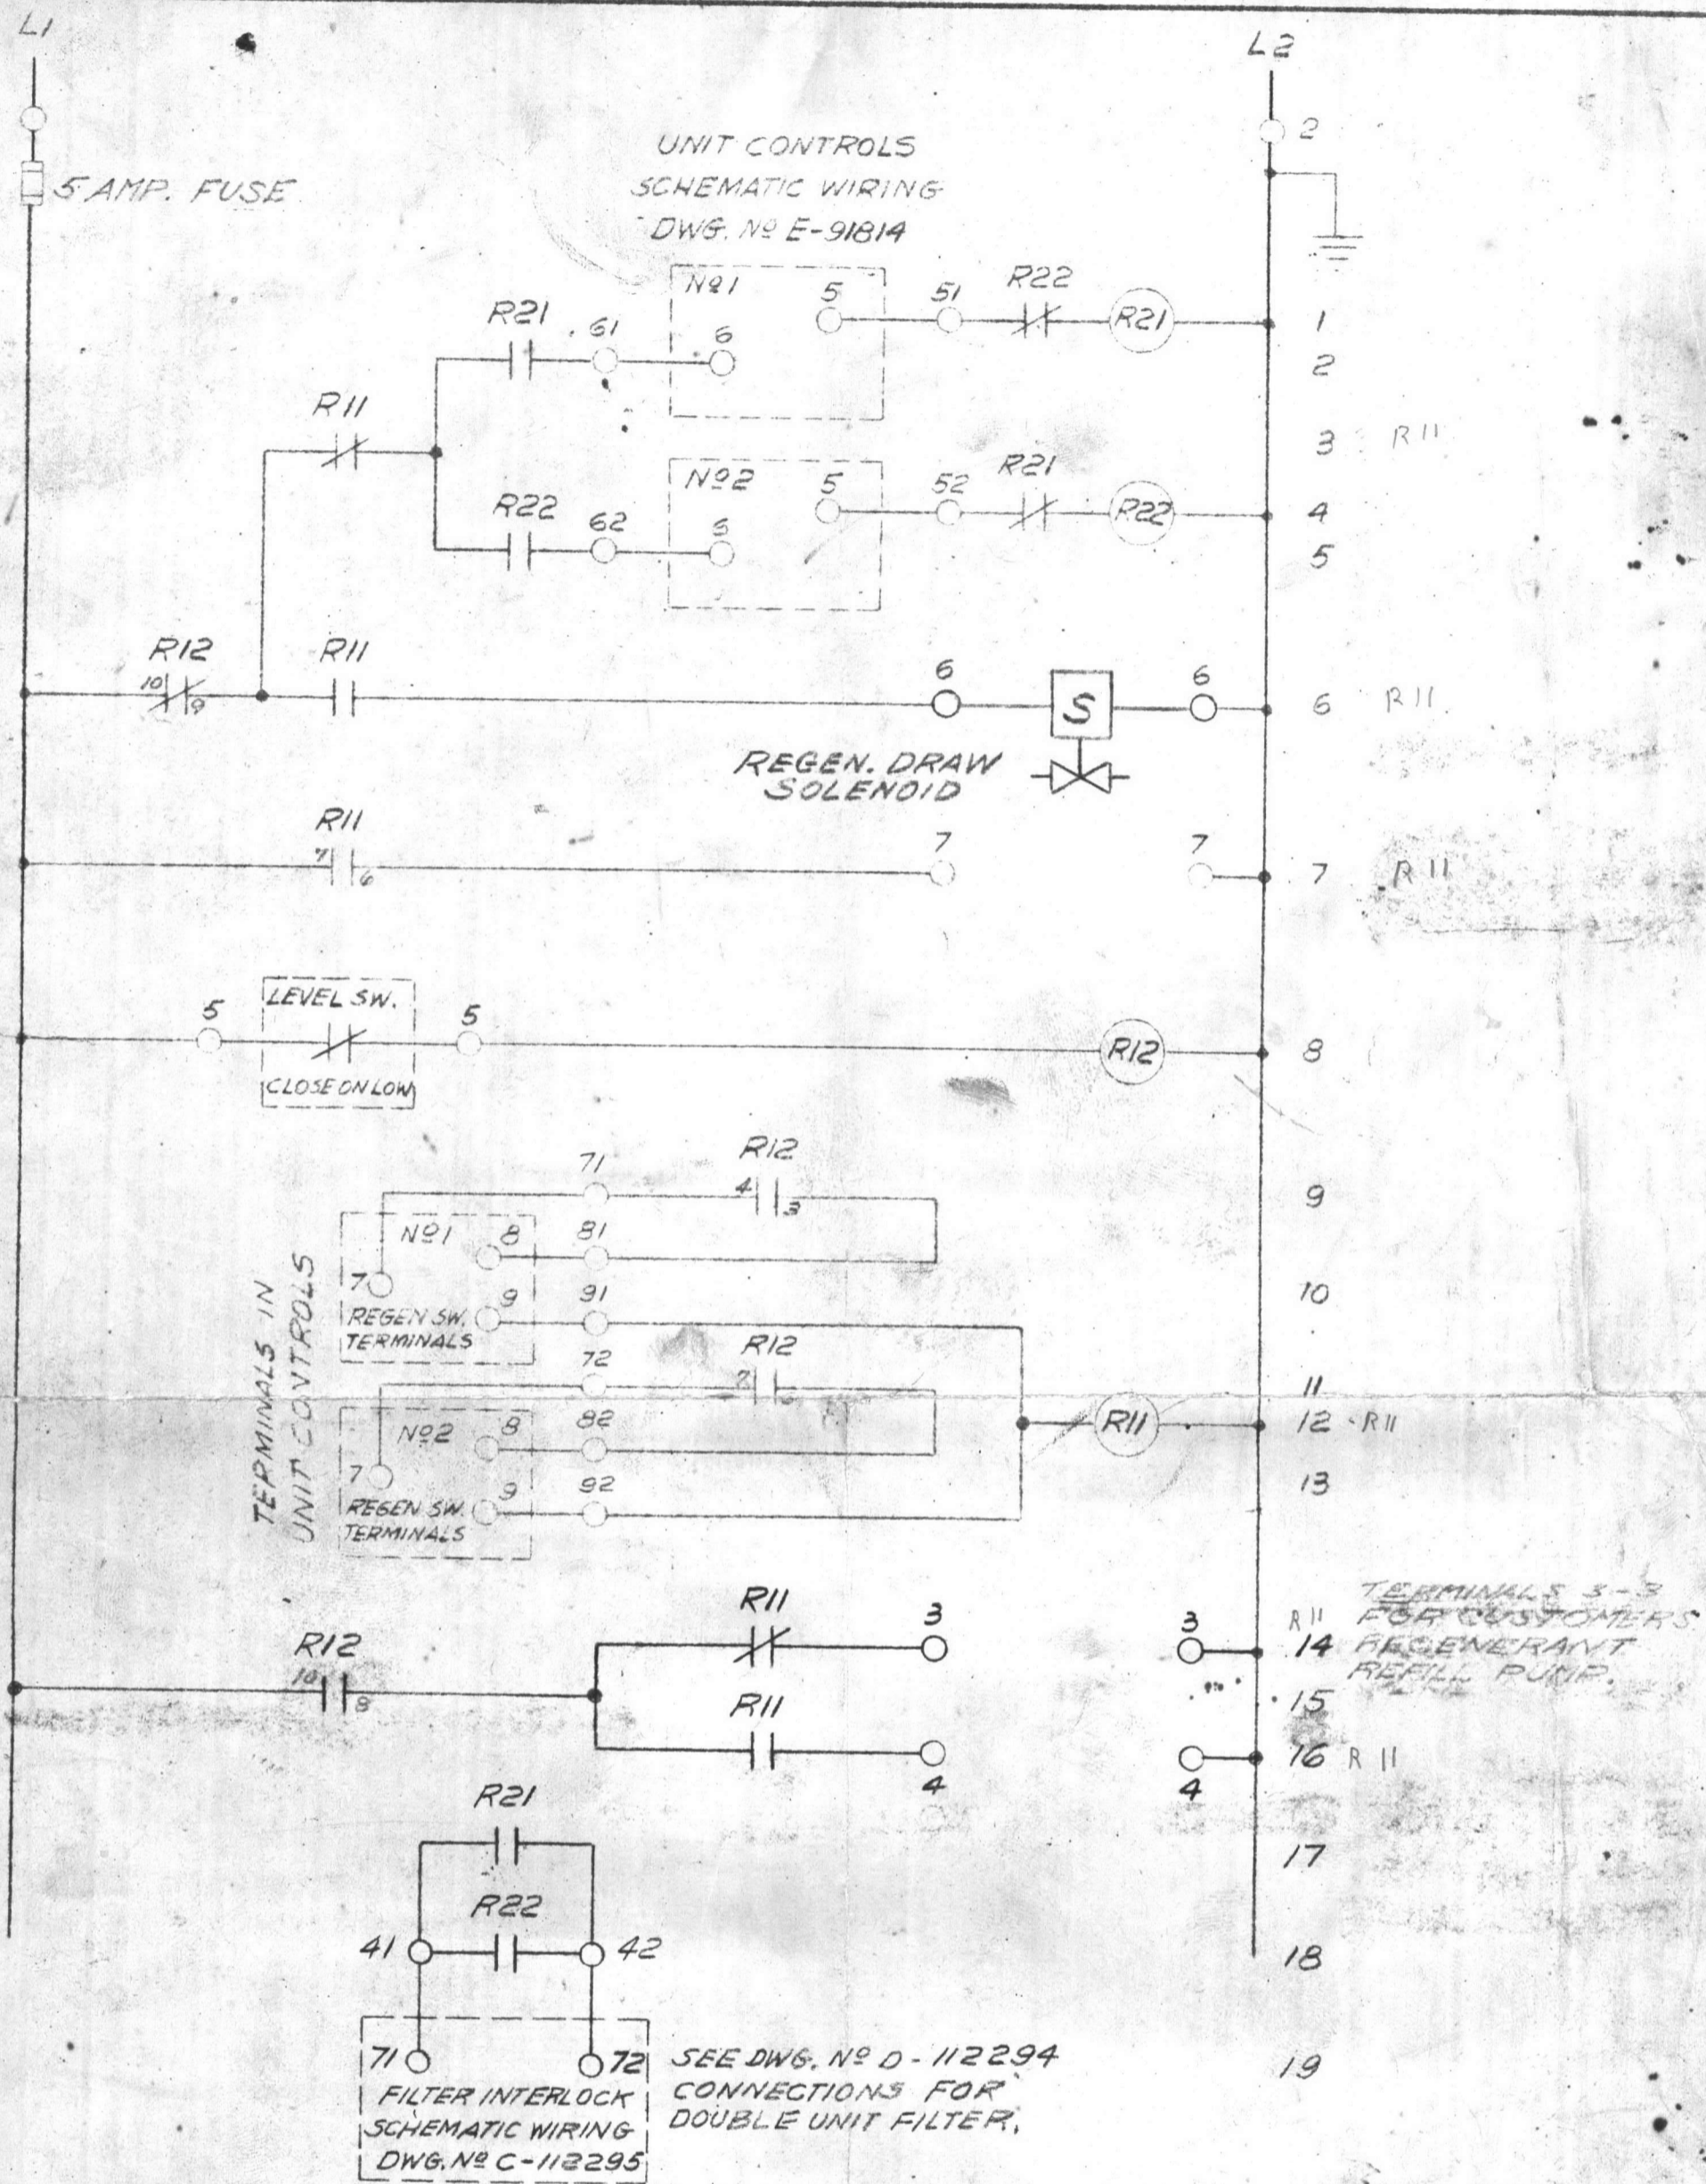 L1
L2
2
5 AMP. FUSE
UNIT CONTROLS
SCHEMATIC WIRING
DWG. Nº E-91814
Nº1
5
51
R22
R21
1
R21
61
6
2
R11
3
R11
Nº2
5
52
R21
R22
4
R22
62
6
5
R12
10
9
R11
6
S
6
6
R11
REGEN. DRAW
SOLENOID
R11
7
6
7
7
7
R11
LEVEL SW.
5
5
R12
8
CLOSE ON LOW
71
R12
4
3
9
TERMINALS IN
UNIT CONTROLS
Nº1
8
81
7
9
91
10
REGEN SW.
TERMINALS
72
R12
7
6
11
Nº2
8
82
R11
12
R11
7
9
92
13
REGEN SW.
TERMINALS
R11
3
3
R11
14
TERMINALS 3-3
FOR CUSTOMERS
REGENERANT
REFILL PUMP.
R12
10
8
15
R11
4
4
16
R11
R21
17
R22
41
42
18
71
72
19
FILTER INTERLOCK
SCHEMATIC WIRING
DWG. Nº C-112295
SEE DWG. Nº D-112294
CONNECTIONS FOR
DOUBLE UNIT FILTER.